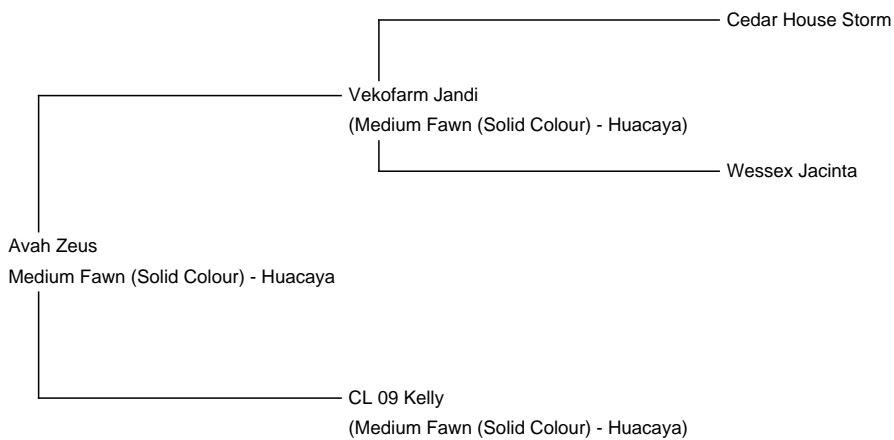 Cedar House Storm
Vekofarm Jandi
(Medium Fawn (Solid Colour) - Huacaya)
Wessex Jacinta
Avah Zeus
Medium Fawn (Solid Colour) - Huacaya
CL 09 Kelly
(Medium Fawn (Solid Colour) - Huacaya)